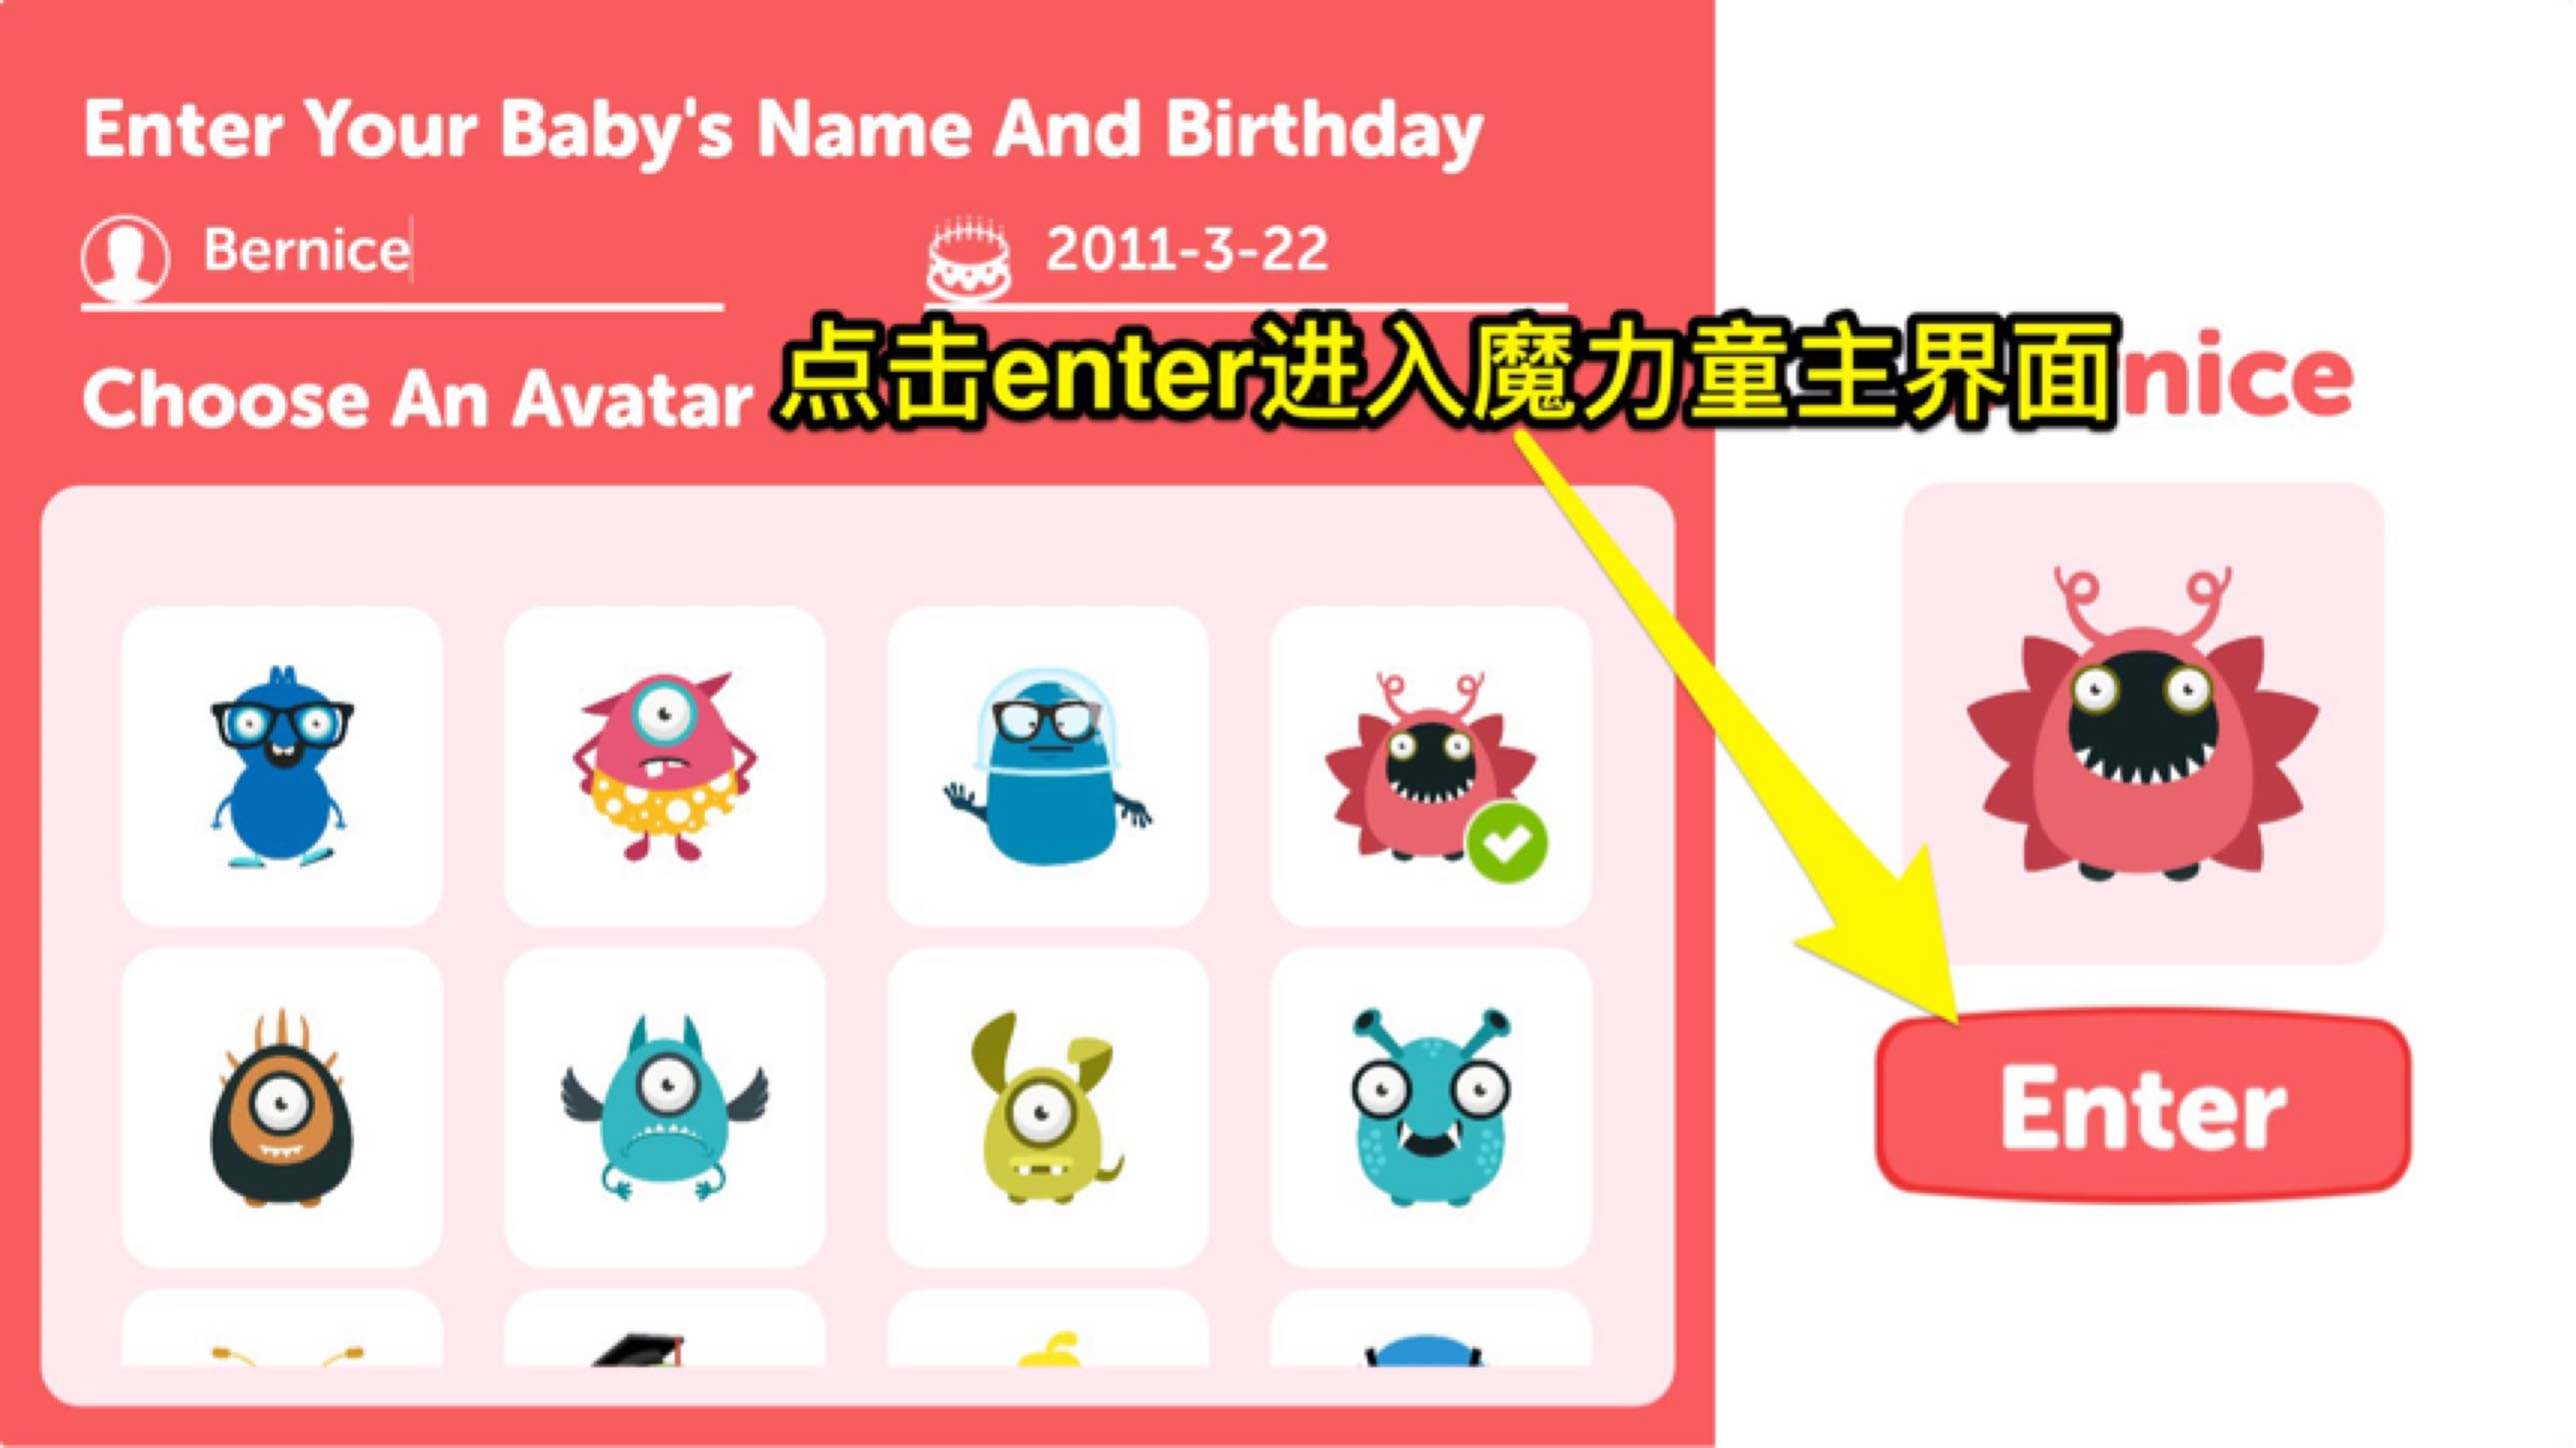 Enter Your Baby's Name And Birthday
Bernice
2011-3-22
Choose An Avatar
点击enter进入魔力童主界面
nice
Enter